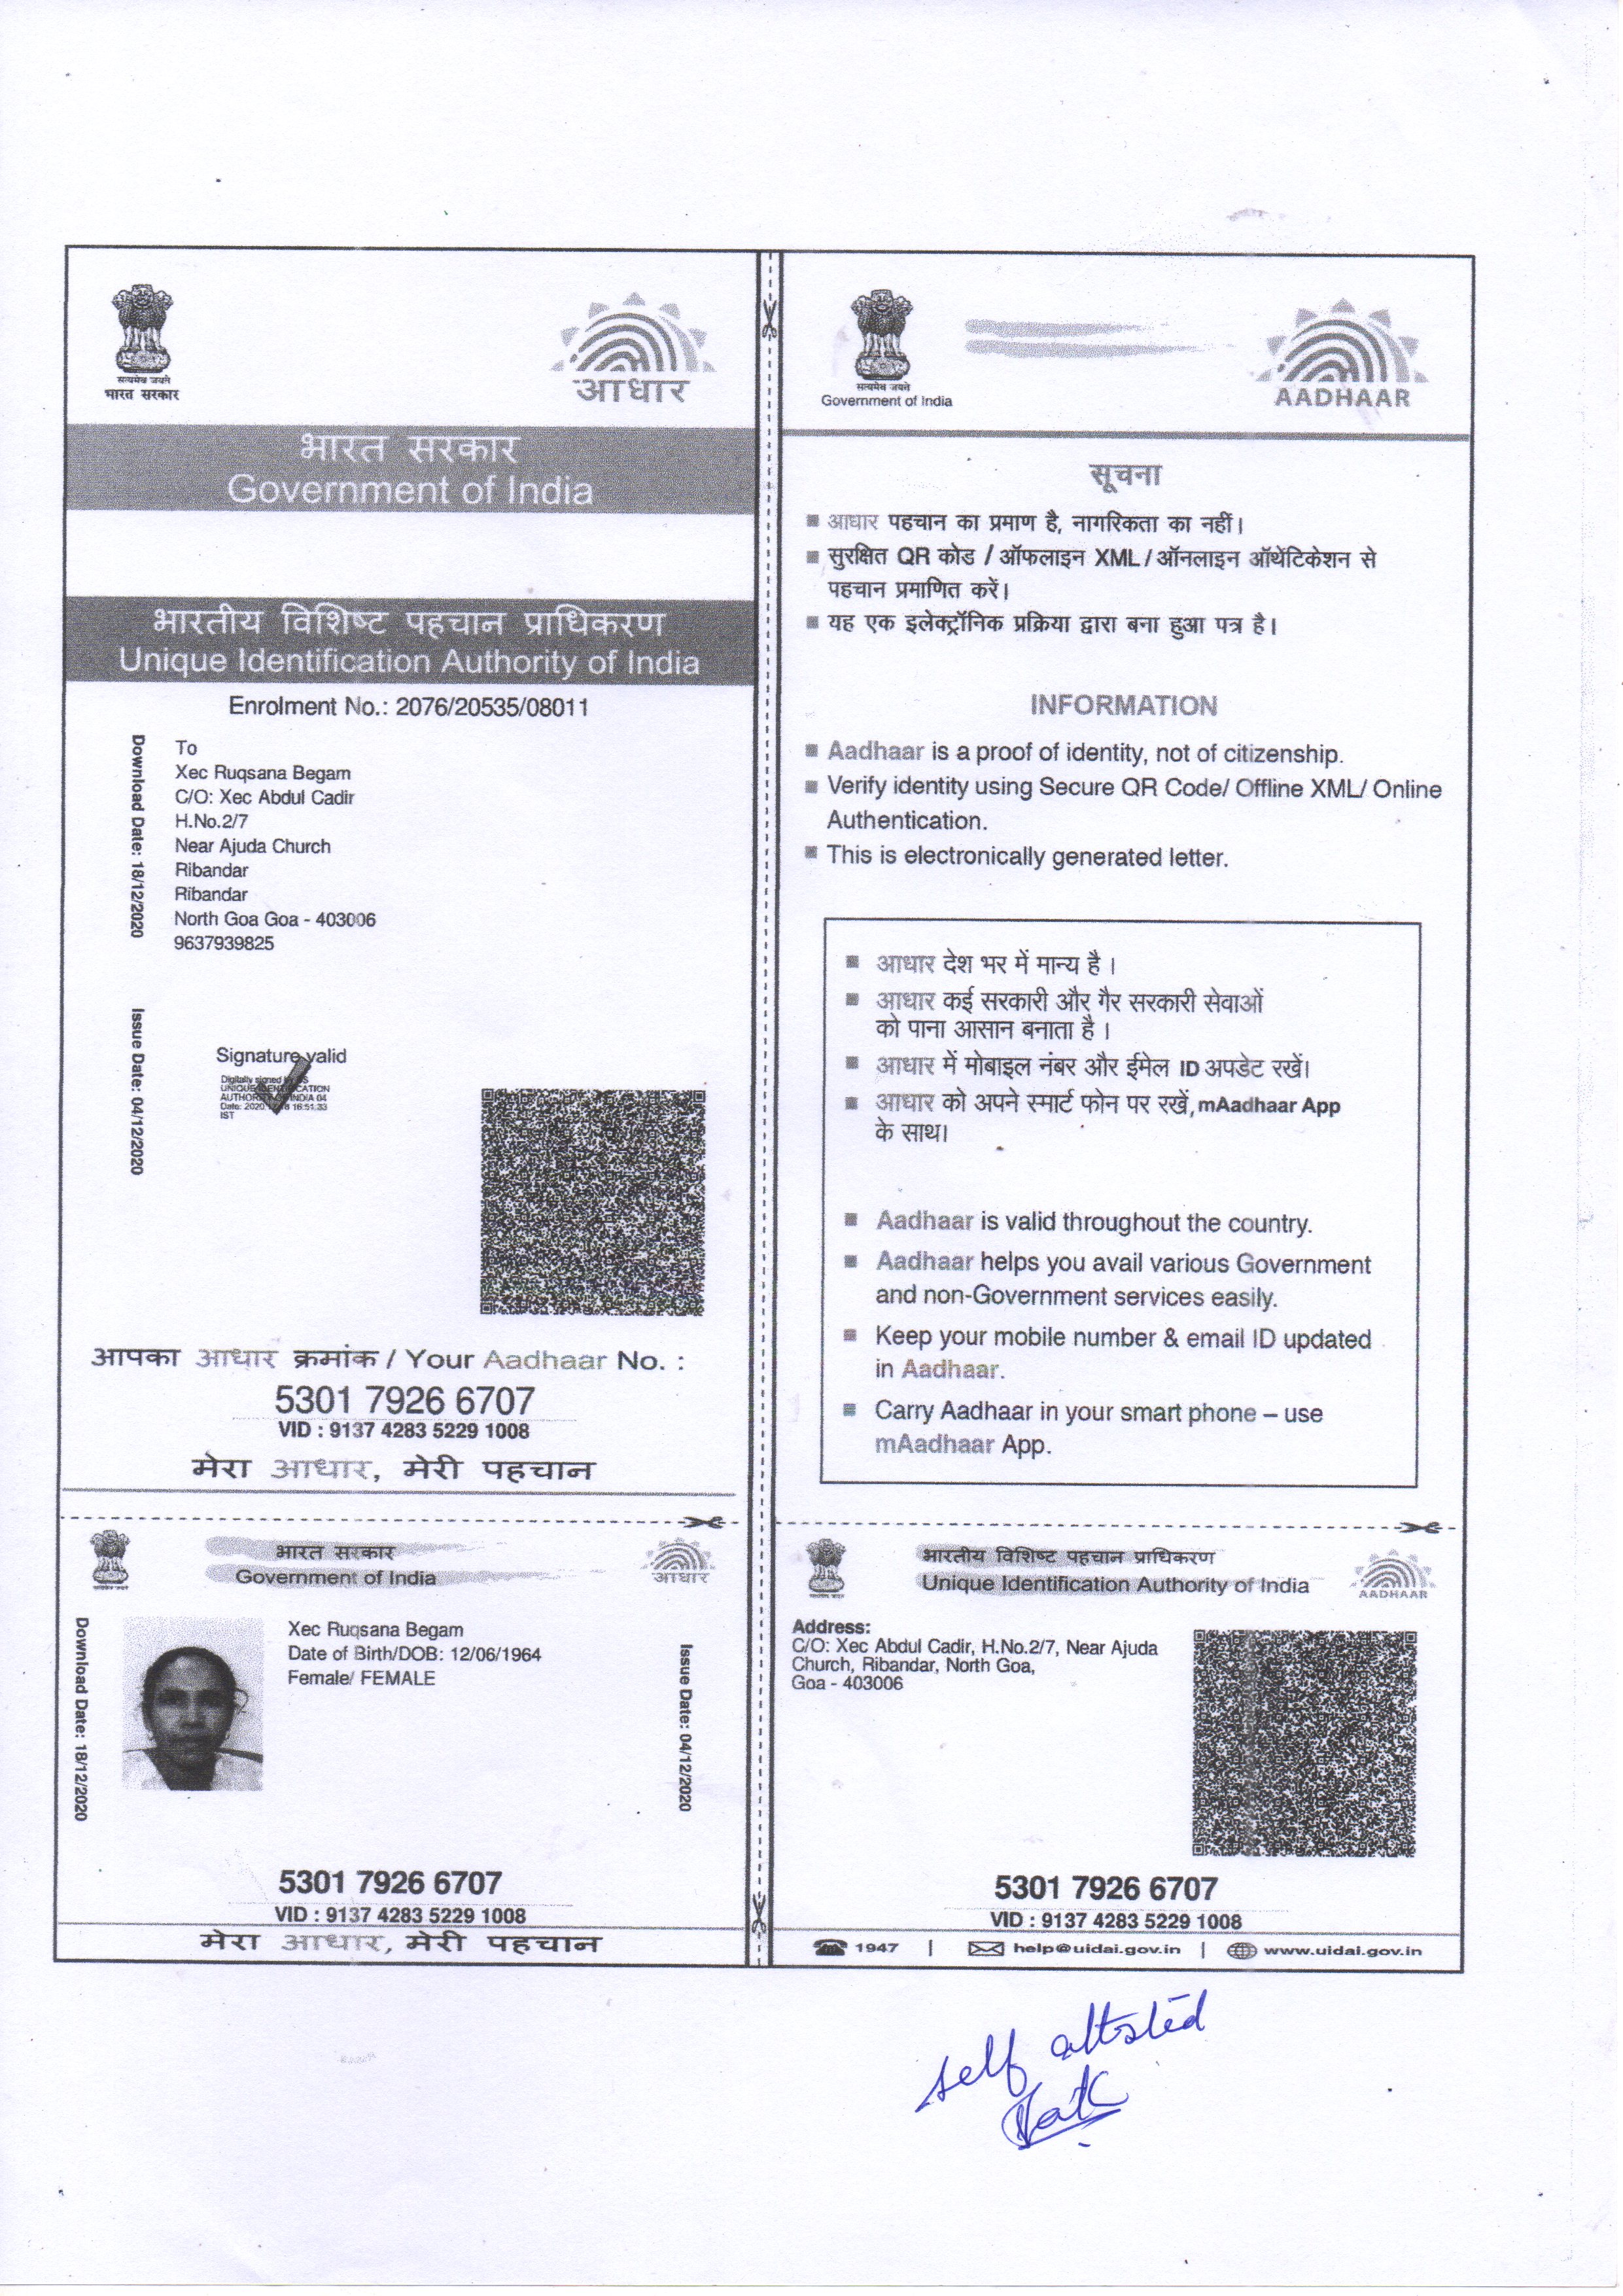 सत्यमेव जयते
भारत सरकार
आधार
भारत सरकार
Government of India
भारतीय विशिष्ट पहचान प्राधिकरण
Unique Identification Authority of India
Enrolment No.: 2076/20535/08011
Download Date: 18/12/2020
To
Xec Ruqsana Begam
C/O: Xec Abdul Cadir
H.No.2/7
Near Ajuda Church
Ribandar
Ribandar
North Goa Goa - 403006
9637939825
Issue Date: 04/12/2020
Signature valid
Digitally signed by DS
UNIQUE IDENTIFICATION
AUTHORITY OF INDIA 04
Date: 2020 16:51:33
IST
आपका आधार क्रमांक / Your Aadhaar No. :
5301 7926 6707
VID : 9137 4283 5229 1008
मेरा आधार, मेरी पहचान
भारत सरकार
Government of India
आधार
Download Date: 18/12/2020
Xec Ruqsana Begam
Date of Birth/DOB: 12/06/1964
Female/ FEMALE
Issue Date: 04/12/2020
5301 7926 6707
VID : 9137 4283 5229 1008
मेरा आधार, मेरी पहचान
सत्यमेव जयते
Government of India
AADHAAR
सूचना
■ आधार पहचान का प्रमाण है, नागरिकता का नहीं।
■ सुरक्षित QR कोड / ऑफलाइन XML / ऑनलाइन ऑथेंटिकेशन से
पहचान प्रमाणित करें।
■ यह एक इलेक्ट्रॉनिक प्रक्रिया द्वारा बना हुआ पत्र है।
INFORMATION
■ Aadhaar is a proof of identity, not of citizenship.
■ Verify identity using Secure QR Code/ Offline XML/ Online
Authentication.
■ This is electronically generated letter.
■ आधार देश भर में मान्य है ।
■ आधार कई सरकारी और गैर सरकारी सेवाओं
को पाना आसान बनाता है ।
■ आधार में मोबाइल नंबर और ईमेल ID अपडेट रखें।
■ आधार को अपने स्मार्ट फोन पर रखें, mAadhaar App
के साथ।
■ Aadhaar is valid throughout the country.
■ Aadhaar helps you avail various Government
and non-Government services easily.
■ Keep your mobile number & email ID updated
in Aadhaar.
■ Carry Aadhaar in your smart phone – use
mAadhaar App.
भारतीय विशिष्ट पहचान प्राधिकरण
Unique Identification Authority of India
AADHAAR
Address:
C/O: Xec Abdul Cadir, H.No.2/7, Near Ajuda
Church, Ribandar, North Goa,
Goa - 403006
5301 7926 6707
VID : 9137 4283 5229 1008
1947 | help@uidai.gov.in | www.uidai.gov.in
self attested